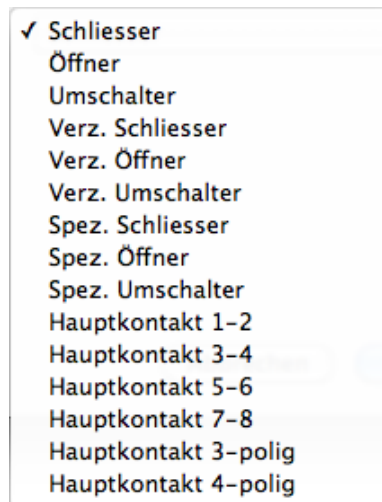 ✓ Schliesser
Öffner
Umschalter
Verz. Schliesser
Verz. Öffner
Verz. Umschalter
Spez. Schliesser
Spez. Öffner
Spez. Umschalter
Hauptkontakt 1-2
Hauptkontakt 3-4
Hauptkontakt 5-6
Hauptkontakt 7-8
Hauptkontakt 3-polig
Hauptkontakt 4-polig